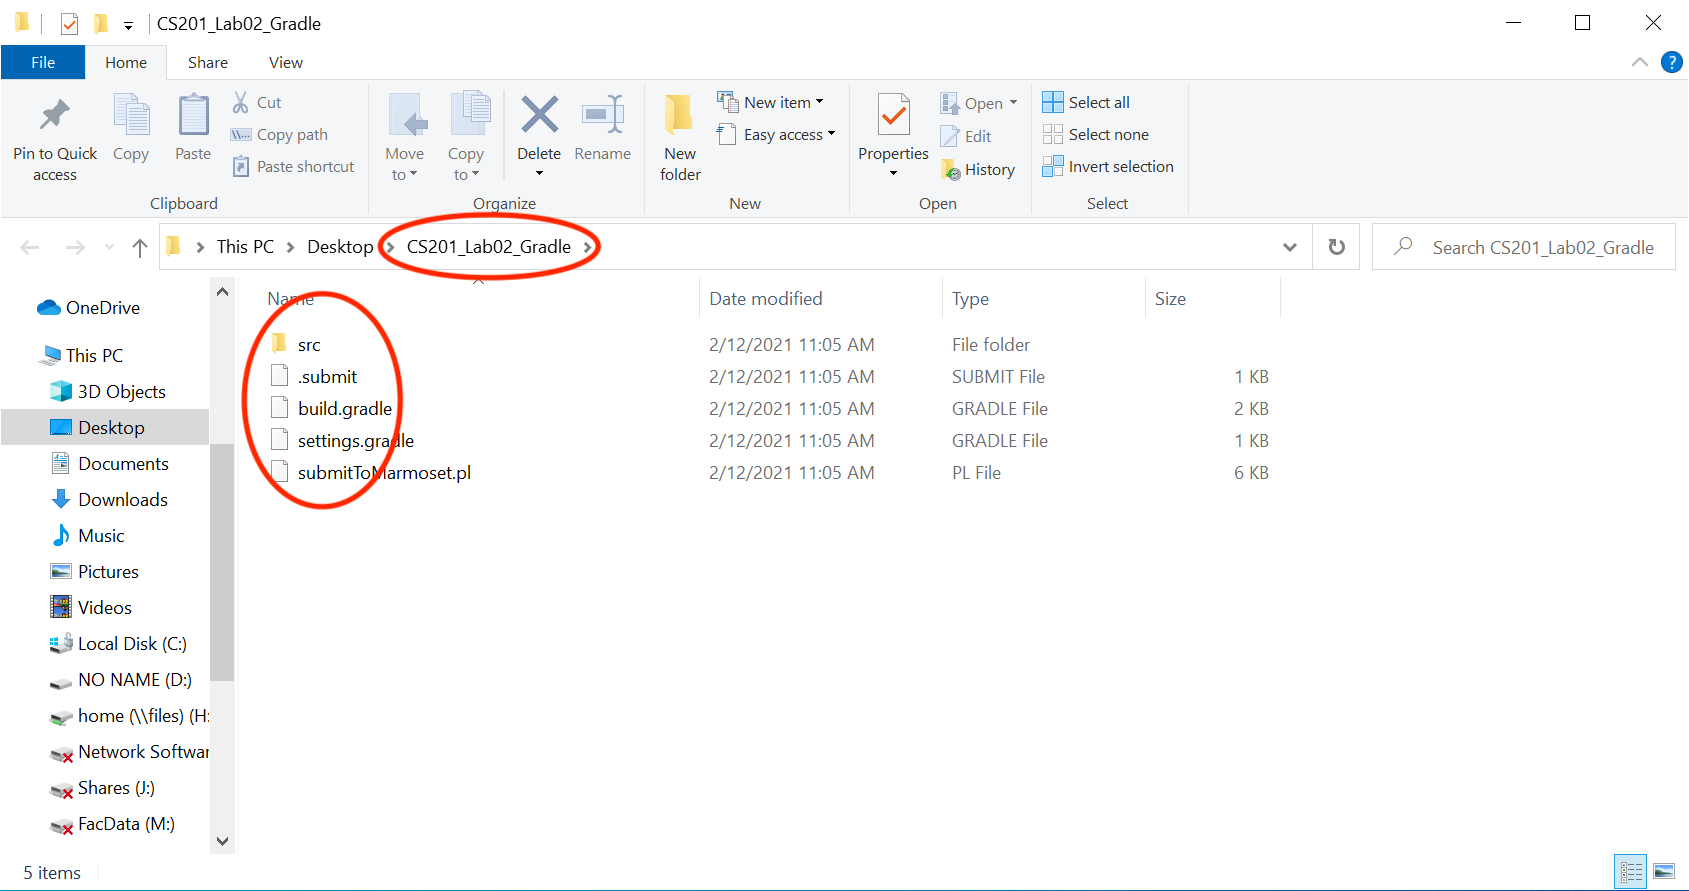 CS201_Lab02_Gradle
File Home Share View
Pin to Quick access
Copy
Paste
Cut
Copy path
Paste shortcut
Clipboard
Move to
Copy to
Delete
Rename
Organize
New folder
New item
Easy access
New
Properties
Open
Edit
History
Open
Select all
Select none
Invert selection
Select
This PC > Desktop > CS201_Lab02_Gradle >
Search CS201_Lab02_Gradle
OneDrive
This PC
3D Objects
Desktop
Documents
Downloads
Music
Pictures
Videos
Local Disk (C:)
NO NAME (D:)
home (\\files) (H:
Network Softwar
Shares (J:)
FacData (M:)
Name Date modified Type Size
src 2/12/2021 11:05 AM File folder
.submit 2/12/2021 11:05 AM SUBMIT File 1 KB
build.gradle 2/12/2021 11:05 AM GRADLE File 2 KB
settings.gradle 2/12/2021 11:05 AM GRADLE File 1 KB
submitToMarmoset.pl 2/12/2021 11:05 AM PL File 6 KB
5 items